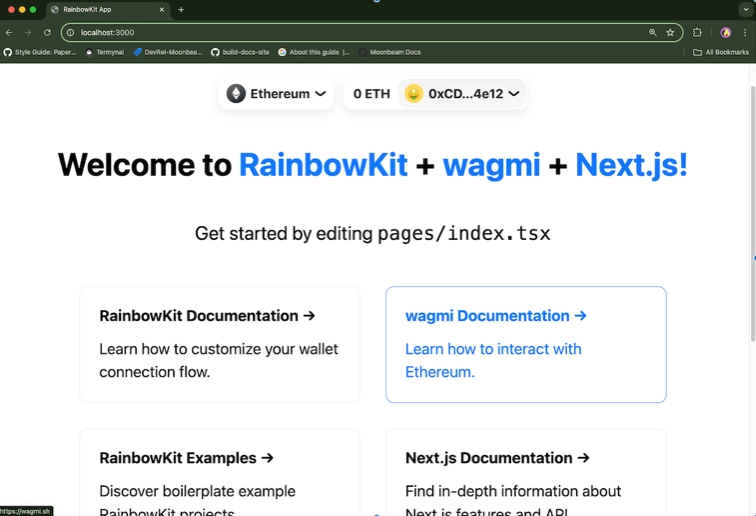 RainbowKit App
localhost:3000
Style Guide: Paper... Terminal DevRel-Moonbea... build-docs-site About this guide |... Moonbeam Docs All Bookmarks
Ethereum 0 ETH 0xCD...4e12
Welcome to RainbowKit + wagmi + Next.js!
Get started by editing pages/index.tsx
RainbowKit Documentation →
Learn how to customize your wallet
connection flow.
wagmi Documentation →
Learn how to interact with
Ethereum.
RainbowKit Examples →
Discover boilerplate example
RainbowKit projects
Next.js Documentation →
Find in-depth information about
Next.js features and API
https://wagmi.sh